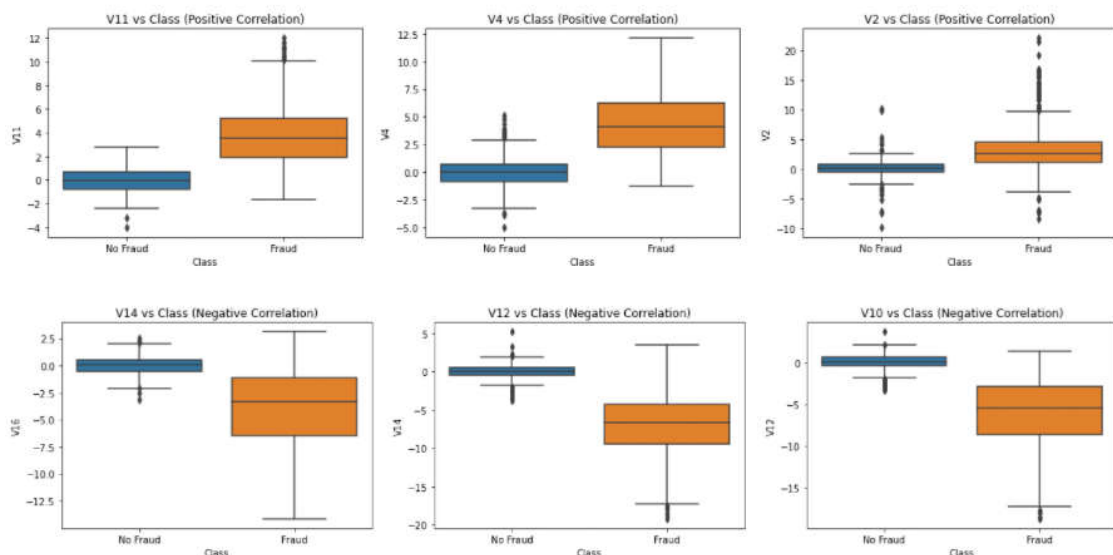 V11 vs Class (Positive Correlation)
V4 vs Class (Positive Correlation)
V2 vs Class (Positive Correlation)
12
10
8
6
4
2
0
−2
−4
V11
No Fraud
Fraud
Class
12.5
10.0
7.5
5.0
2.5
0.0
−2.5
−5.0
V4
No Fraud
Fraud
Class
20
15
10
5
0
−5
−10
V2
No Fraud
Fraud
Class
V14 vs Class (Negative Correlation)
V12 vs Class (Negative Correlation)
V10 vs Class (Negative Correlation)
2.5
0.0
−2.5
−5.0
−7.5
−10.0
−12.5
V16
No Fraud
Fraud
Class
5
0
−5
−10
−15
−20
V14
No Fraud
Fraud
Class
0
−5
−10
−15
V12
No Fraud
Fraud
Class